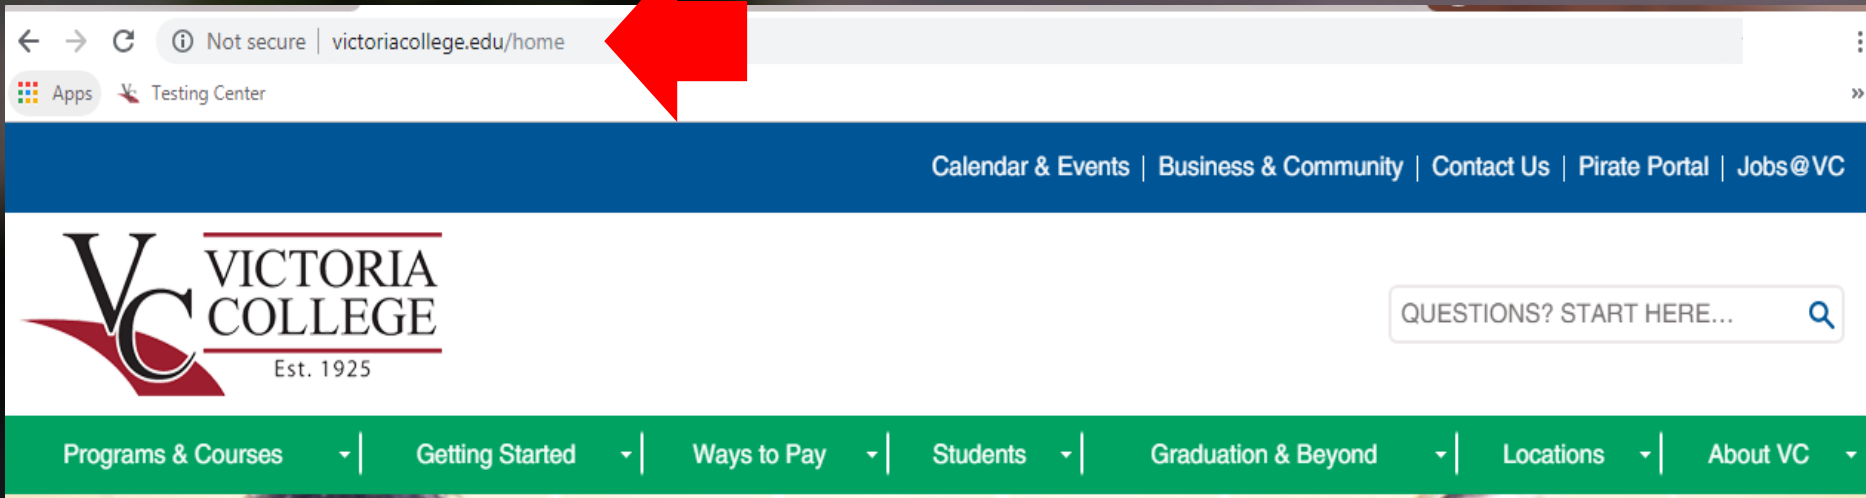 Not secure | victoriacollege.edu/home
Apps Testing Center »
Calendar & Events | Business & Community | Contact Us | Pirate Portal | Jobs@VC
VC
VICTORIA
COLLEGE
Est. 1925
QUESTIONS? START HERE...
Programs & Courses Getting Started Ways to Pay Students Graduation & Beyond Locations About VC